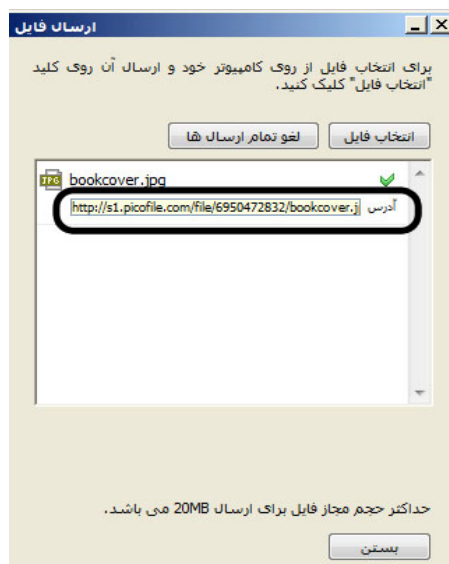 ارسال فایل
برای انتخاب فایل از روی کامپیوتر خود و ارسال آن روی کلید
"انتخاب فایل" کلیک کنید.
انتخاب فایل لغو تمام ارسال ها
JPG bookcover.jpg
آدرس http://s1.picofile.com/file/6950472832/bookcover.j
حداکثر حجم مجاز فایل برای ارسال 20MB می باشد.
بستن